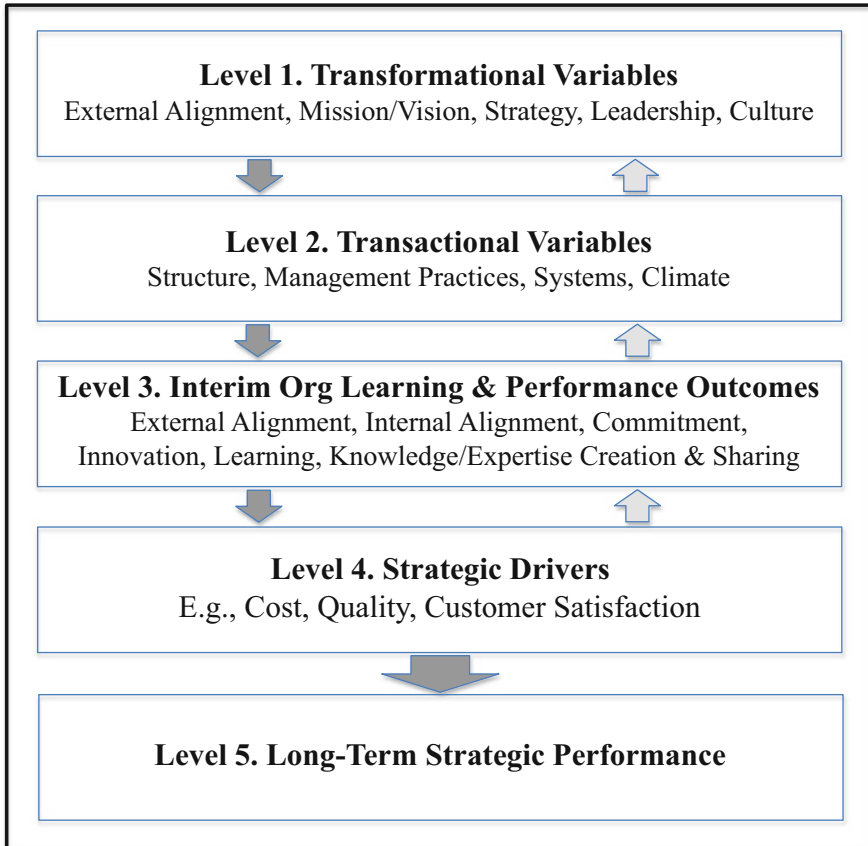 Level 1. Transformational Variables
External Alignment, Mission/Vision, Strategy, Leadership, Culture
Level 2. Transactional Variables
Structure, Management Practices, Systems, Climate
Level 3. Interim Org Learning & Performance Outcomes
External Alignment, Internal Alignment, Commitment,
Innovation, Learning, Knowledge/Expertise Creation & Sharing
Level 4. Strategic Drivers
E.g., Cost, Quality, Customer Satisfaction
Level 5. Long-Term Strategic Performance